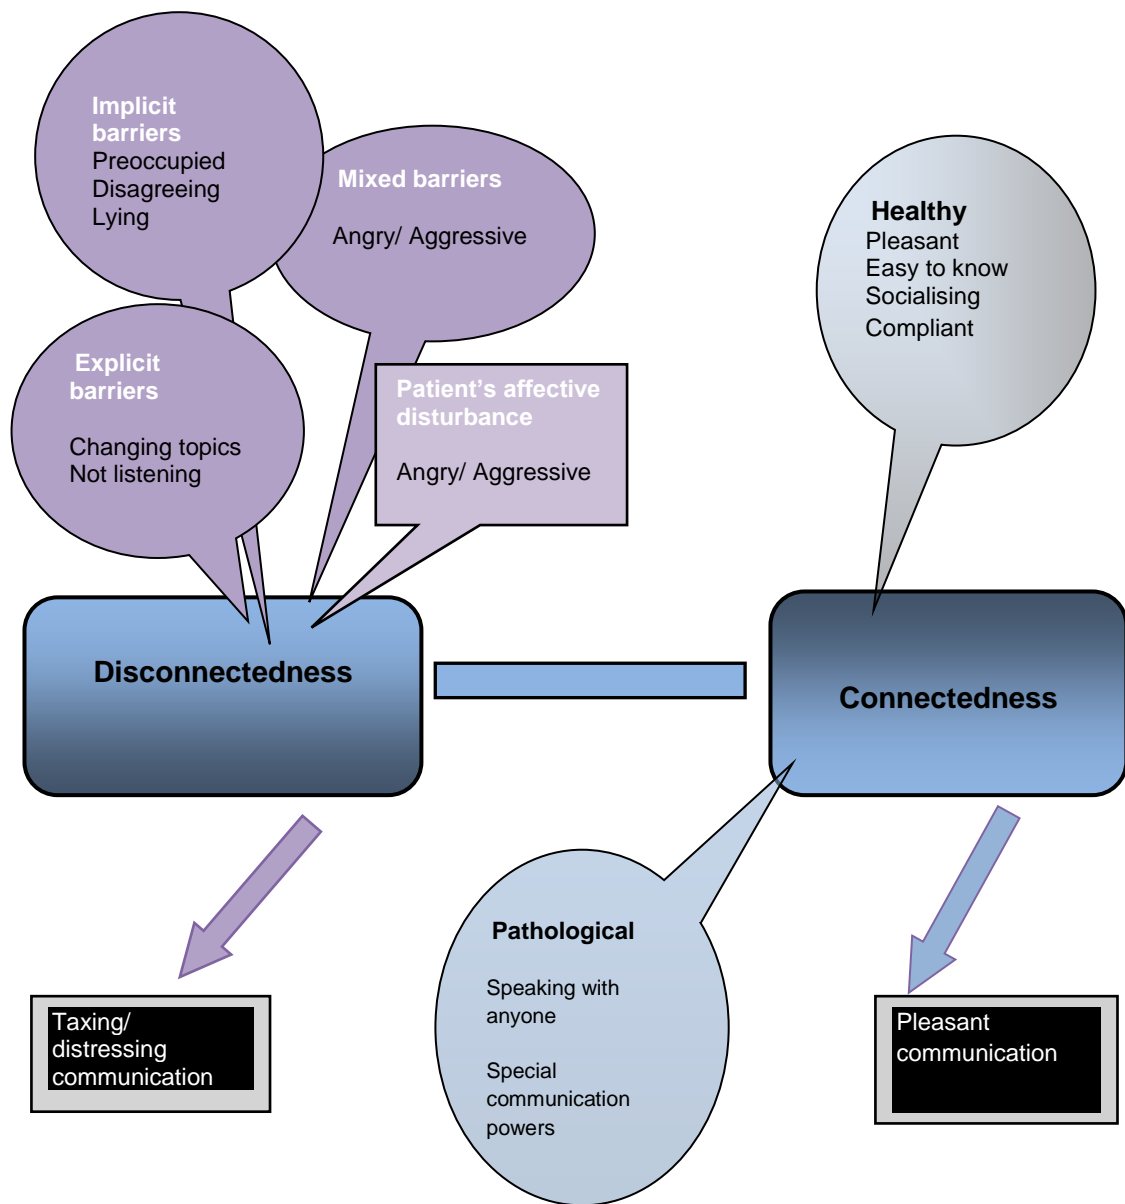 Implicit
barriers
Preoccupied
Disagreeing
Lying
Mixed barriers
Angry/ Aggressive
Healthy
Pleasant
Easy to know
Socialising
Compliant
Explicit
barriers
Changing topics
Not listening
Patient's affective
disturbance
Angry/ Aggressive
Disconnectedness
Connectedness
Pathological
Speaking with
anyone
Special
communication
powers
Taxing/
distressing
communication
Pleasant
communication